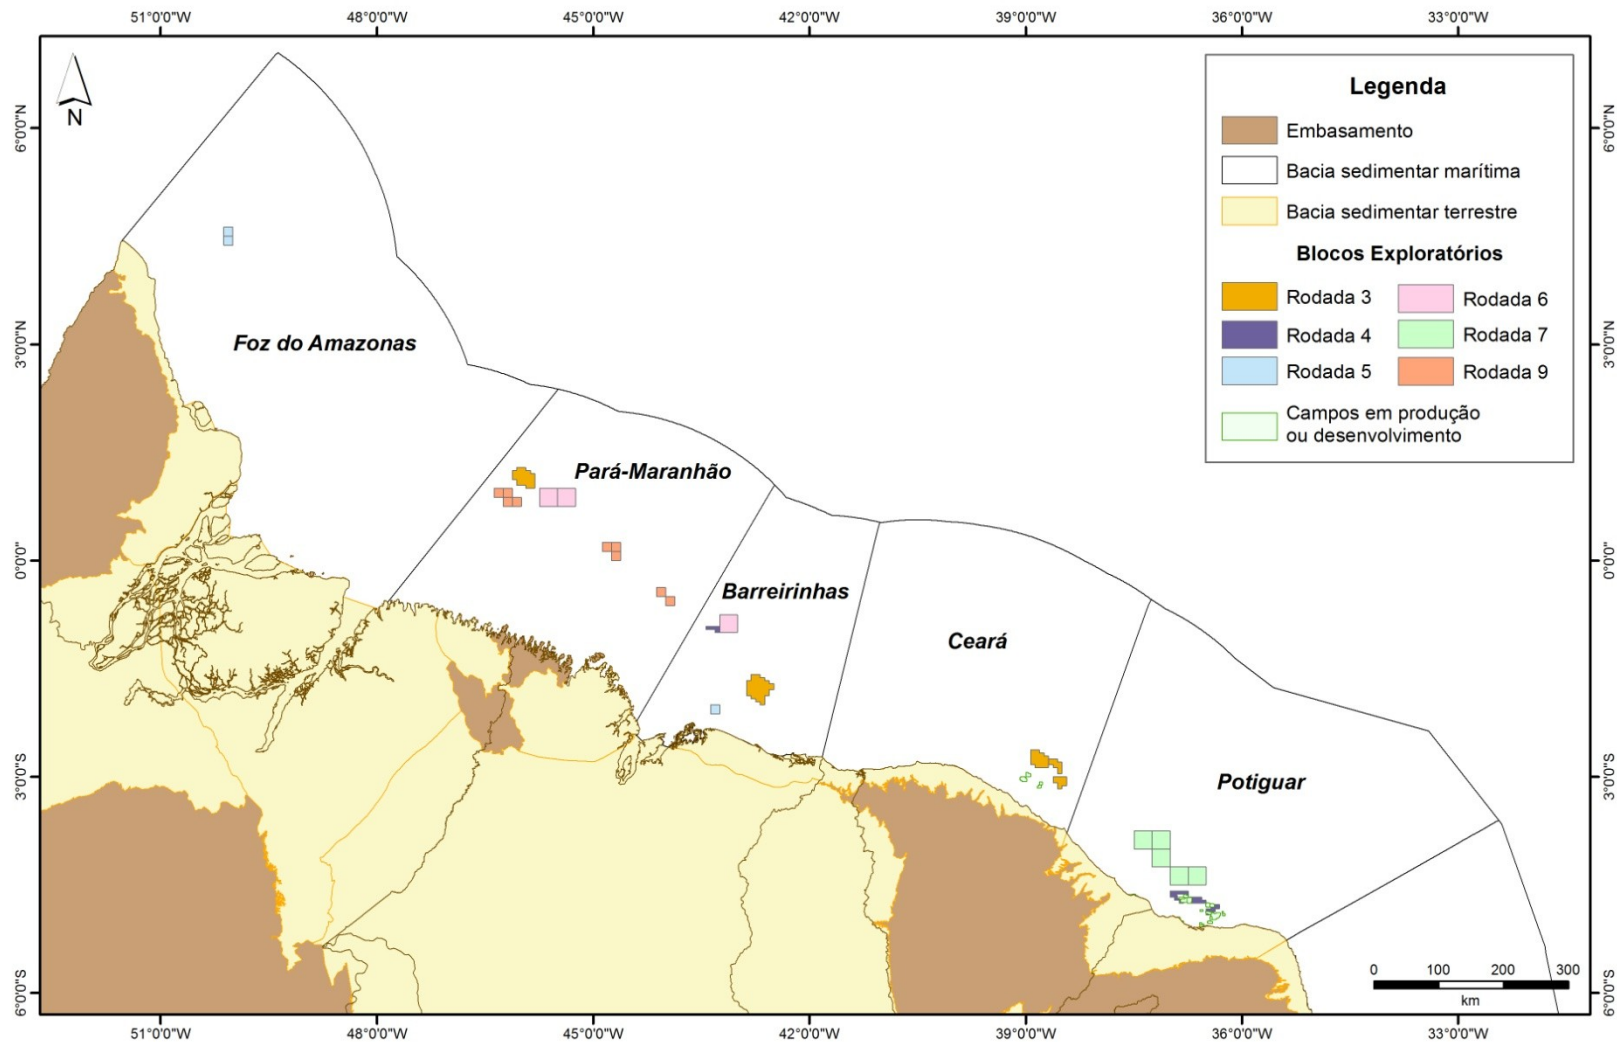 51°0'0"W 48°0'0"W 45°0'0"W 42°0'0"W 39°0'0"W 36°0'0"W 33°0'0"W
N
6°0'0"N
3°0'0"N
0°0'0"
3°0'0"S
6°0'0"S
Legenda
Embasamento
Bacia sedimentar marítima
Bacia sedimentar terrestre
Blocos Exploratórios
Rodada 3 Rodada 6
Rodada 4 Rodada 7
Rodada 5 Rodada 9
Campos em produção
ou desenvolvimento
Foz do Amazonas
Pará-Maranhão
Barreirinhas
Ceará
Potiguar
6°0'0"N
3°0'0"N
0°0'0"
3°0'0"S
6°0'0"S
0 100 200 300
km
51°0'0"W 48°0'0"W 45°0'0"W 42°0'0"W 39°0'0"W 36°0'0"W 33°0'0"W